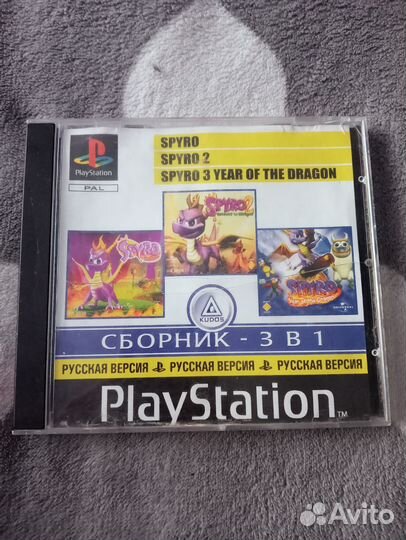 SPYRO
SPYRO 2
SPYRO 3 YEAR OF THE DRAGON
PlayStation
PAL
SPYRO
SPYRO 2
SPYRO
KUDOS
СБОРНИК - 3 В 1
РУССКАЯ ВЕРСИЯ РУССКАЯ ВЕРСИЯ РУССКАЯ ВЕРСИЯ
PlayStation™
Avito